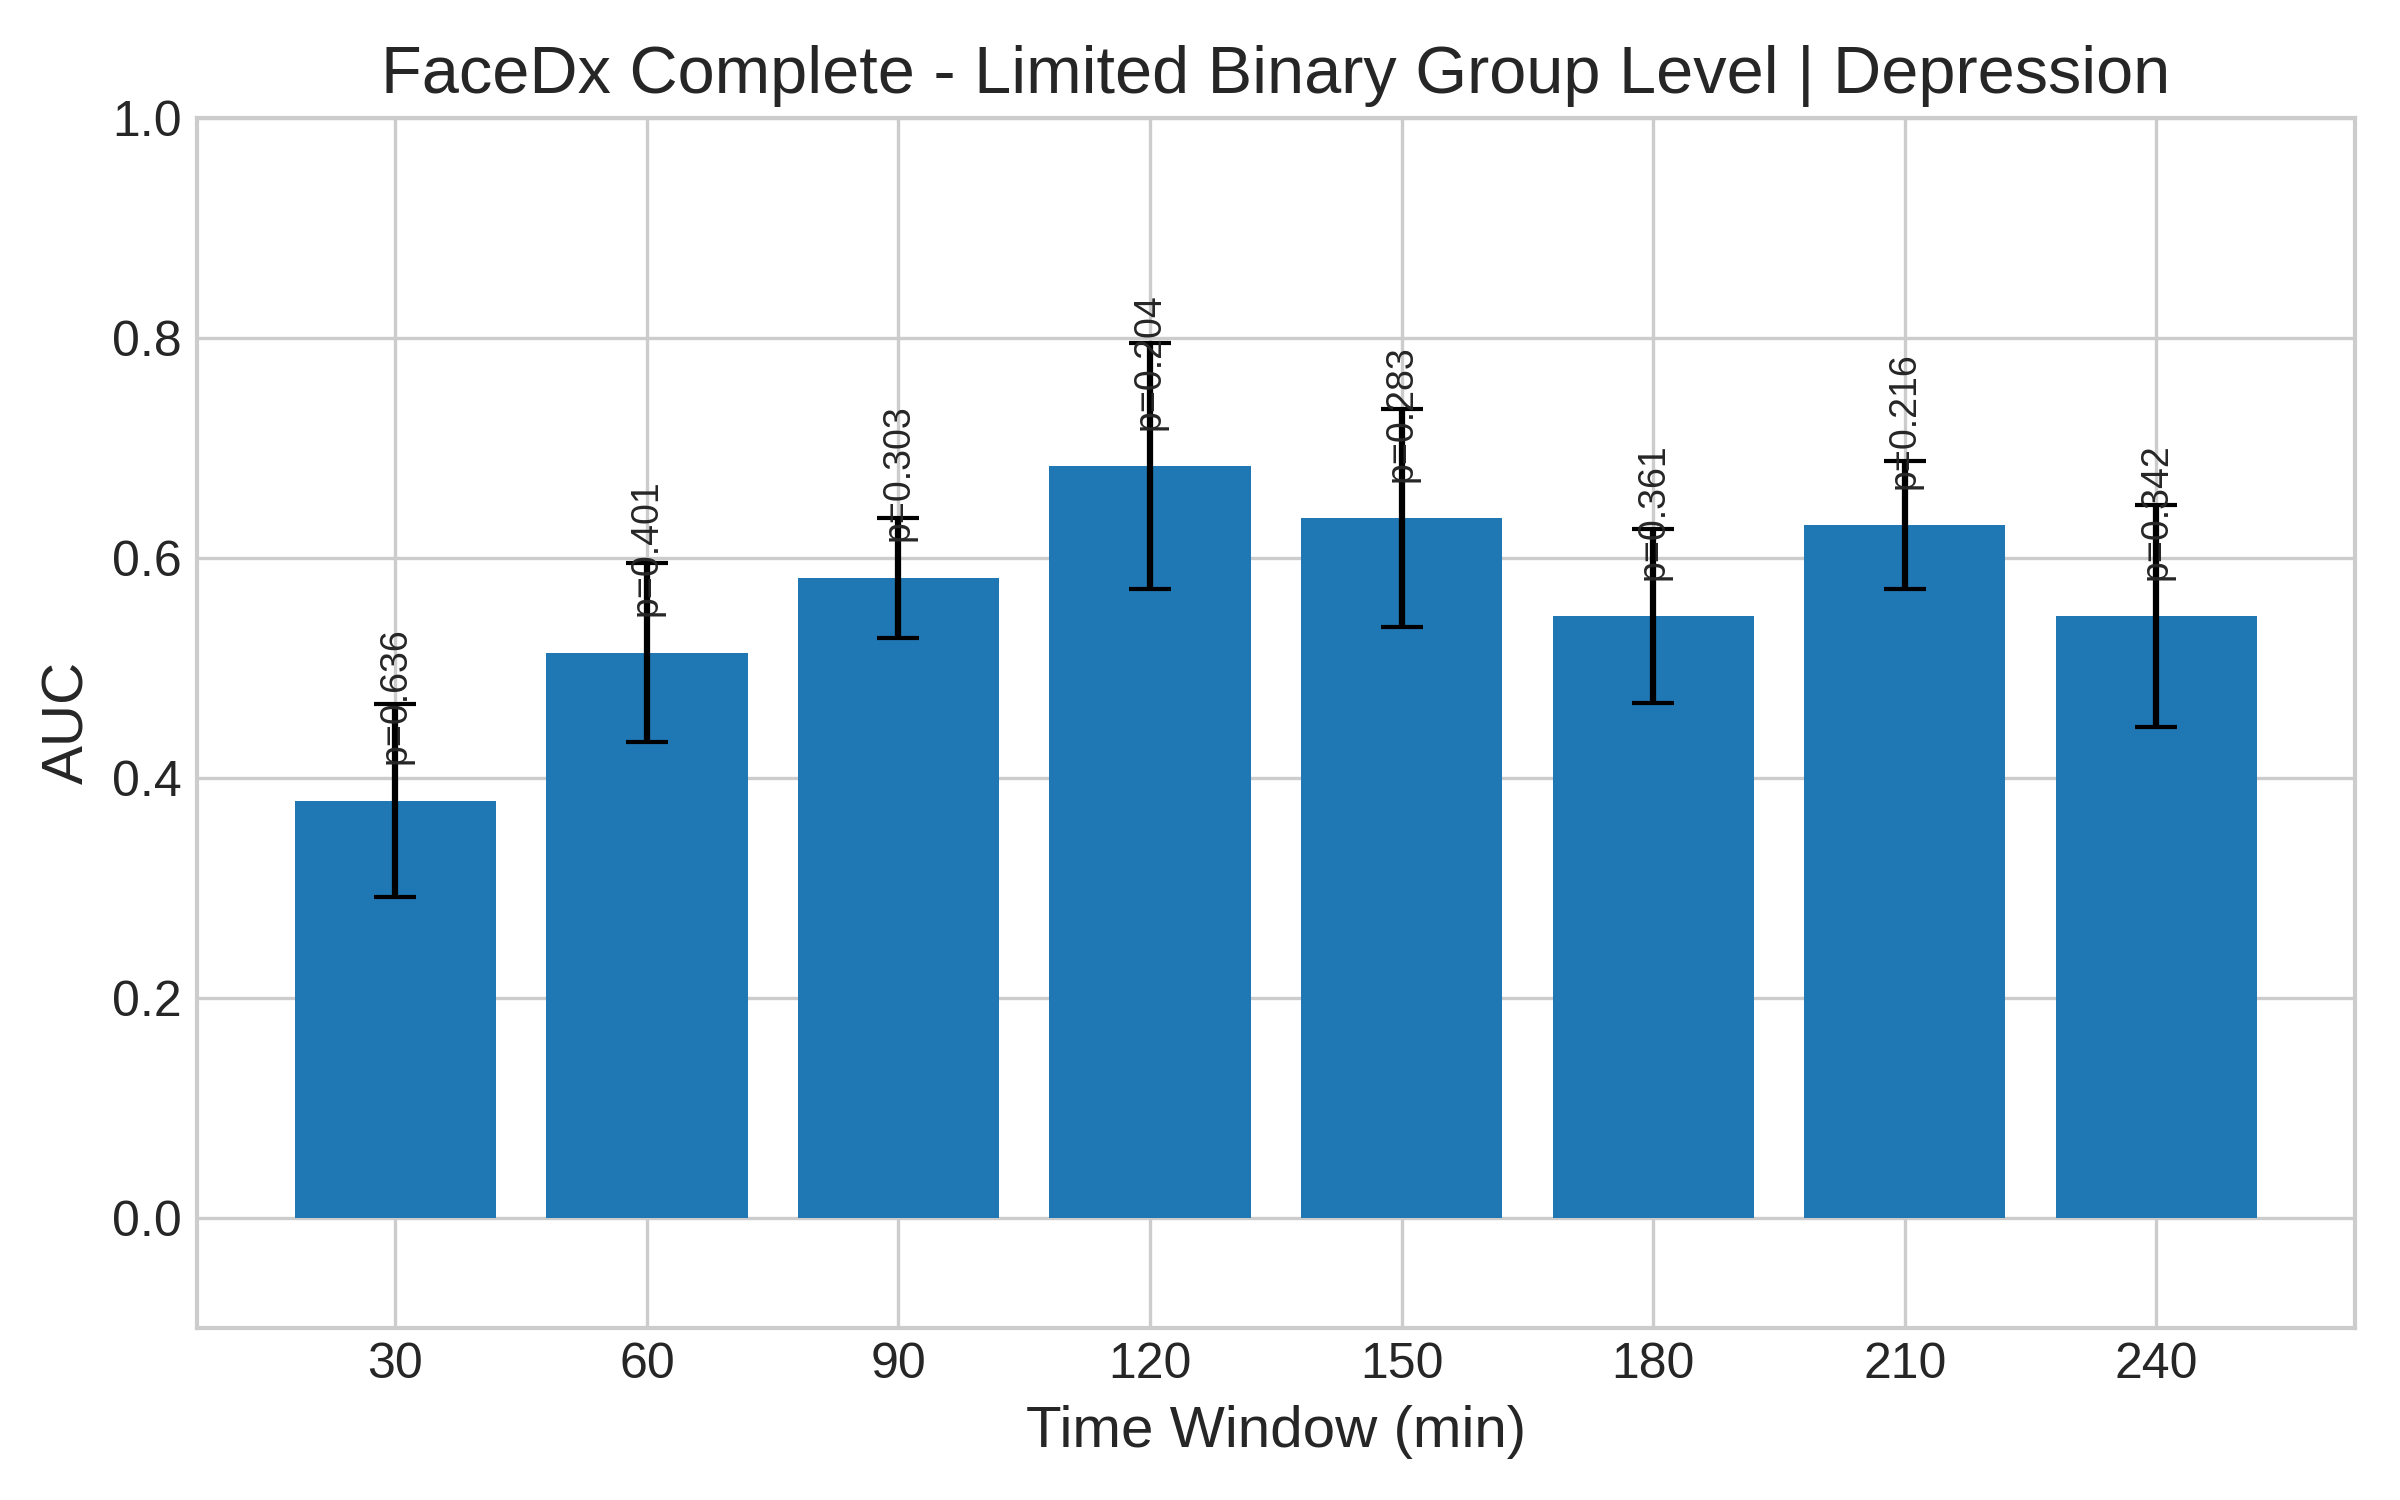 FaceDx Complete - Limited Binary Group Level | Depression
1.0
0.8
0.6
0.4
0.2
0.0
AUC
p=0.636
p=0.401
p=0.303
p=0.204
p=0.283
p=0.361
p=0.216
p=0.342
30 60 90 120 150 180 210 240
Time Window (min)